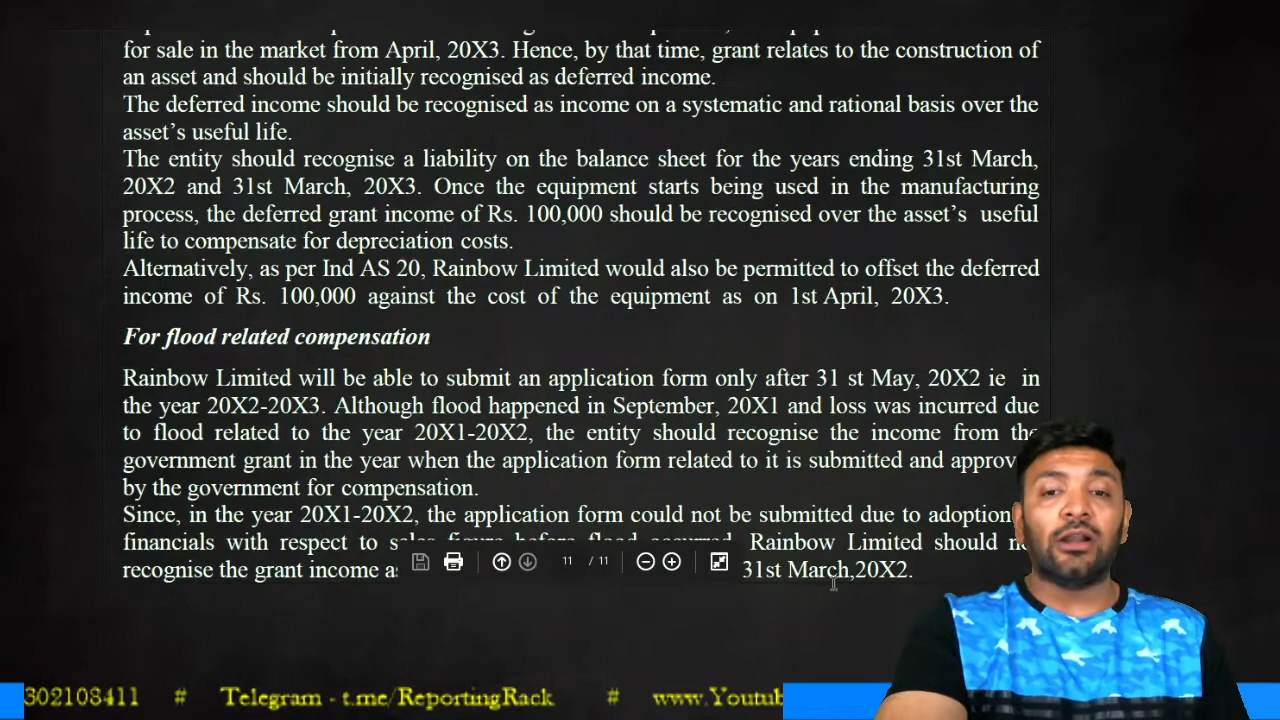 for sale in the market from April, 20X3. Hence, by that time, grant relates to the construction of
an asset and should be initially recognised as deferred income.
The deferred income should be recognised as income on a systematic and rational basis over the
asset’s useful life.
The entity should recognise a liability on the balance sheet for the years ending 31st March,
20X2 and 31st March, 20X3. Once the equipment starts being used in the manufacturing
process, the deferred grant income of Rs. 100,000 should be recognised over the asset’s useful
life to compensate for depreciation costs.
Alternatively, as per Ind AS 20, Rainbow Limited would also be permitted to offset the deferred
income of Rs. 100,000 against the cost of the equipment as on 1st April, 20X3.
For flood related compensation
Rainbow Limited will be able to submit an application form only after 31 st May, 20X2 ie in
the year 20X2-20X3. Although flood happened in September, 20X1 and loss was incurred due
to flood related to the year 20X1-20X2, the entity should recognise the income from the
government grant in the year when the application form related to it is submitted and approv
by the government for compensation.
Since, in the year 20X1-20X2, the application form could not be submitted due to adoption
financials with respect to sales figure before flood occurred, Rainbow Limited should n
recognise the grant income as 31st March,20X2.
11 / 11
302108411 # Telegram - t.me/ReportingRack # www.Youtub